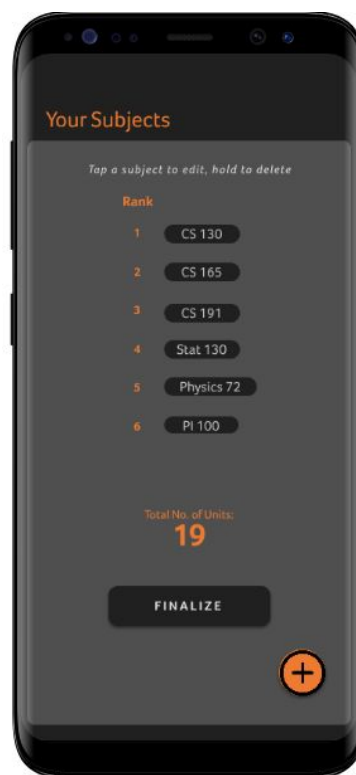 Your Subjects
Tap a subject to edit, hold to delete
Rank
1 CS 130
2 CS 165
3 CS 191
4 Stat 130
5 Physics 72
6 PI 100
Total No. of Units:
19
FINALIZE
+